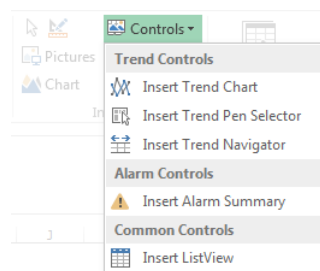 Controls
Pictures
Trend Controls
Chart
Insert Trend Chart
Insert Trend Pen Selector
In
Insert Trend Navigator
Alarm Controls
Insert Alarm Summary
J
Common Controls
Insert ListView